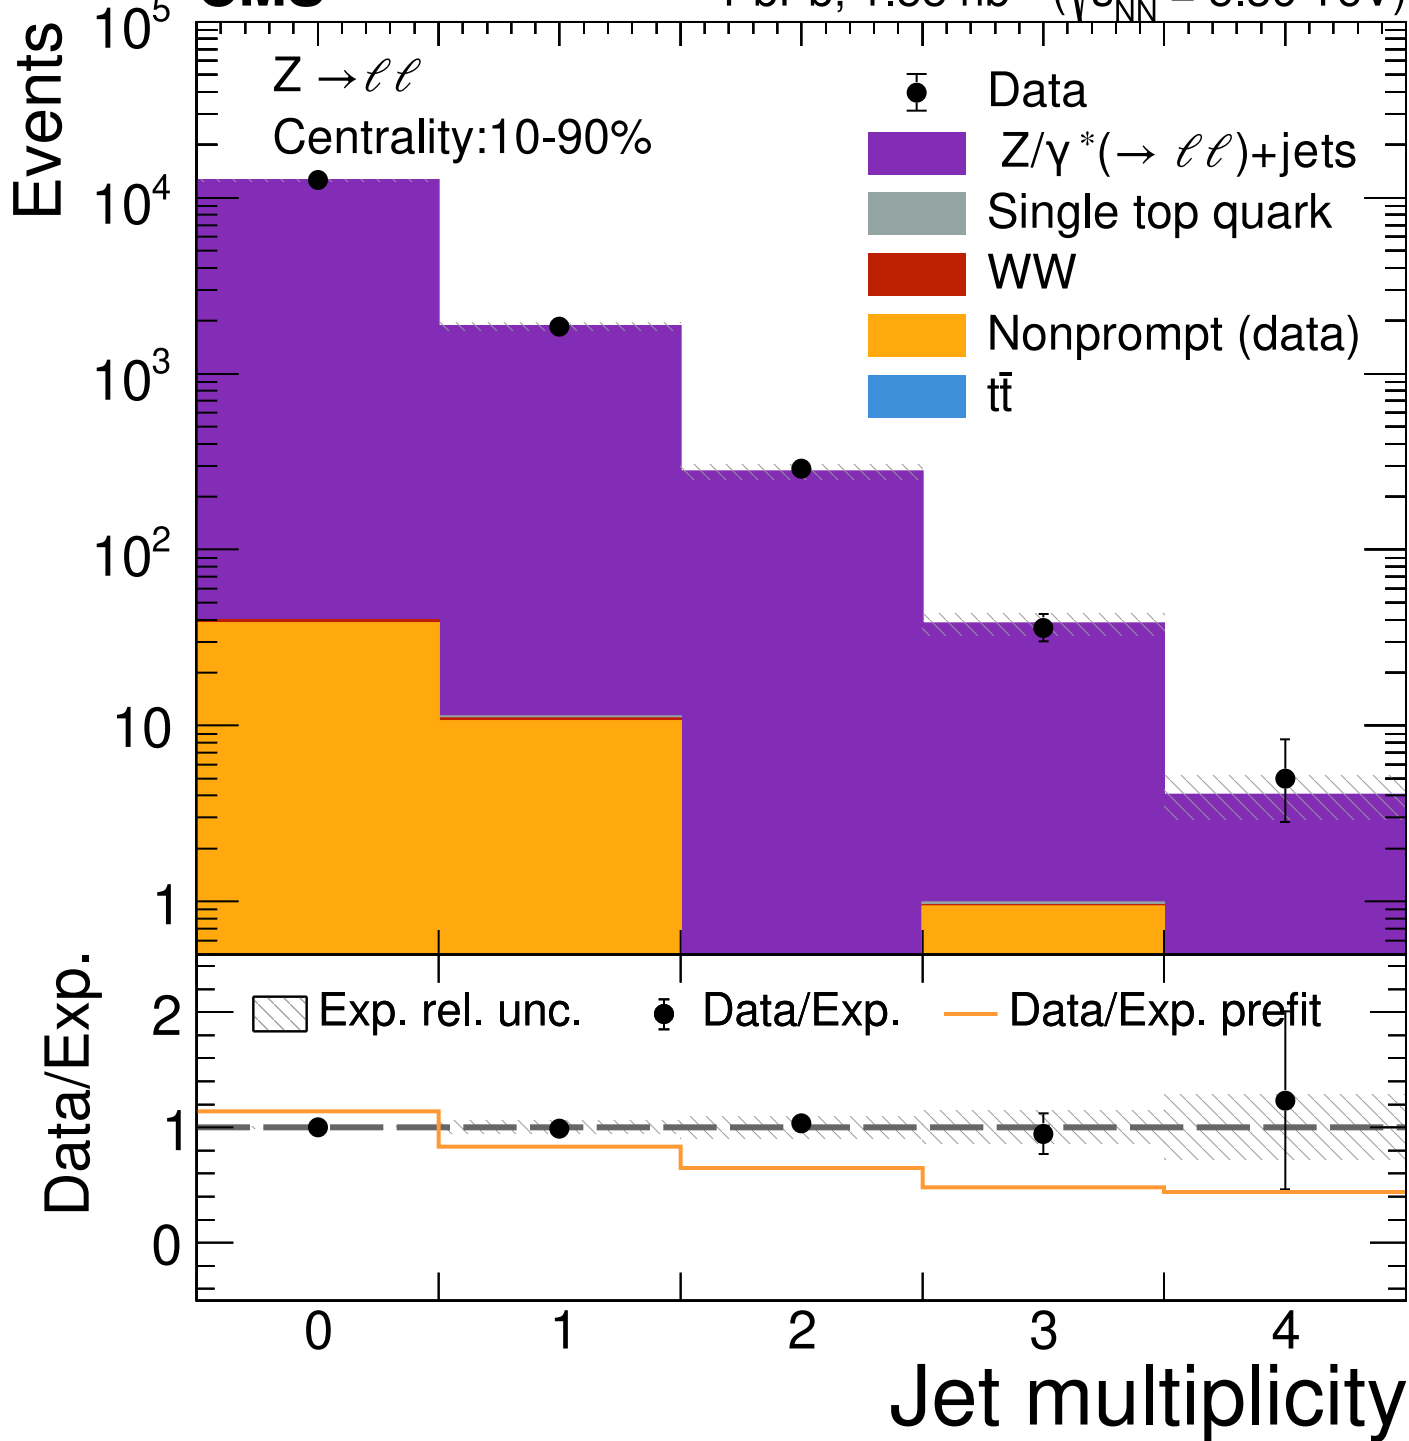 Events
10⁵
10⁴
10³
10²
10
1
Z → ℓℓ
Centrality:10-90%
Data
Z/γ*(→ ℓℓ)+jets
Single top quark
WW
Nonprompt (data)
tt̄
Data/Exp.
2
1
0
Exp. rel. unc.
Data/Exp.
Data/Exp. prefit
0 1 2 3 4
Jet multiplicity